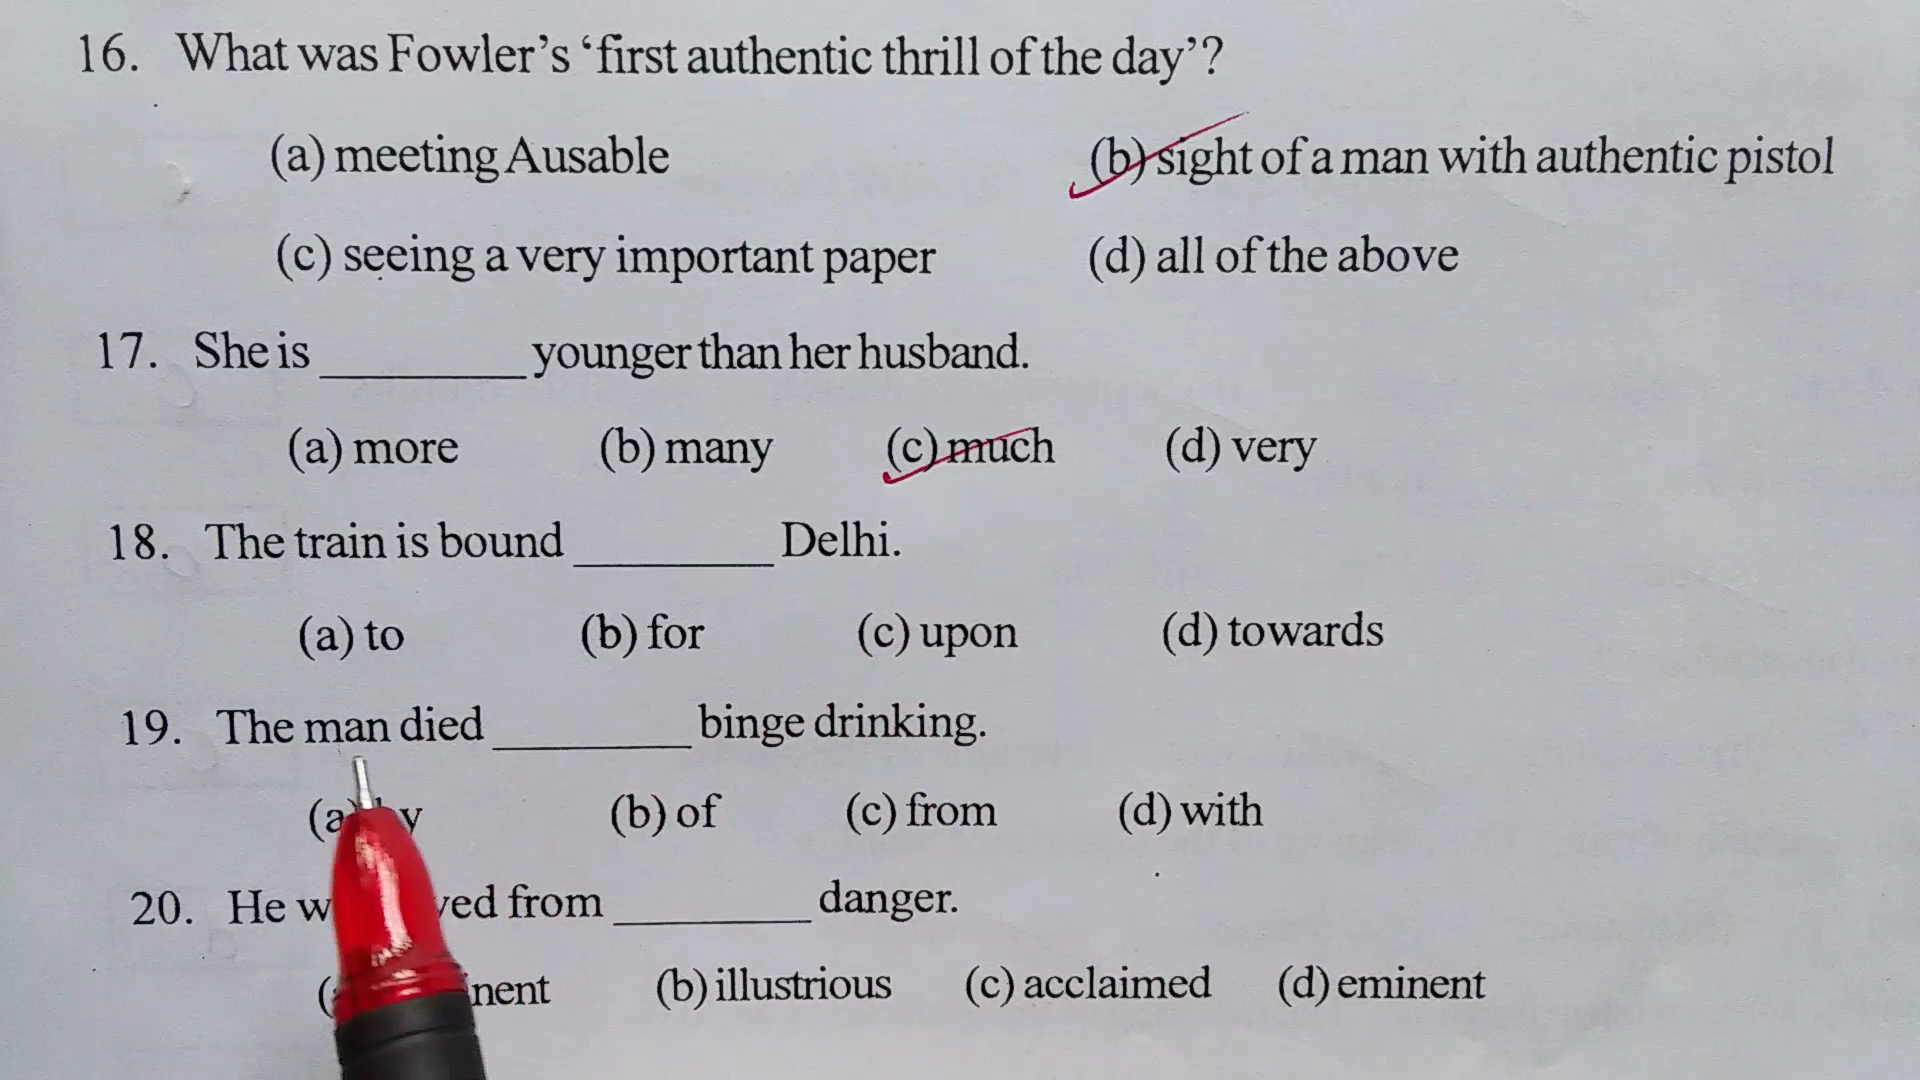 16. What was Fowler's 'first authentic thrill of the day'?
(a) meeting Ausable (b) sight of a man with authentic pistol
(c) seeing a very important paper (d) all of the above
17. She is ________ younger than her husband.
(a) more (b) many (c) much (d) very
18. The train is bound ________ Delhi.
(a) to (b) for (c) upon (d) towards
19. The man died ________ binge drinking.
(a) (b) of (c) from (d) with
20. He from ________ danger.
(b) illustrious (c) acclaimed (d) eminent